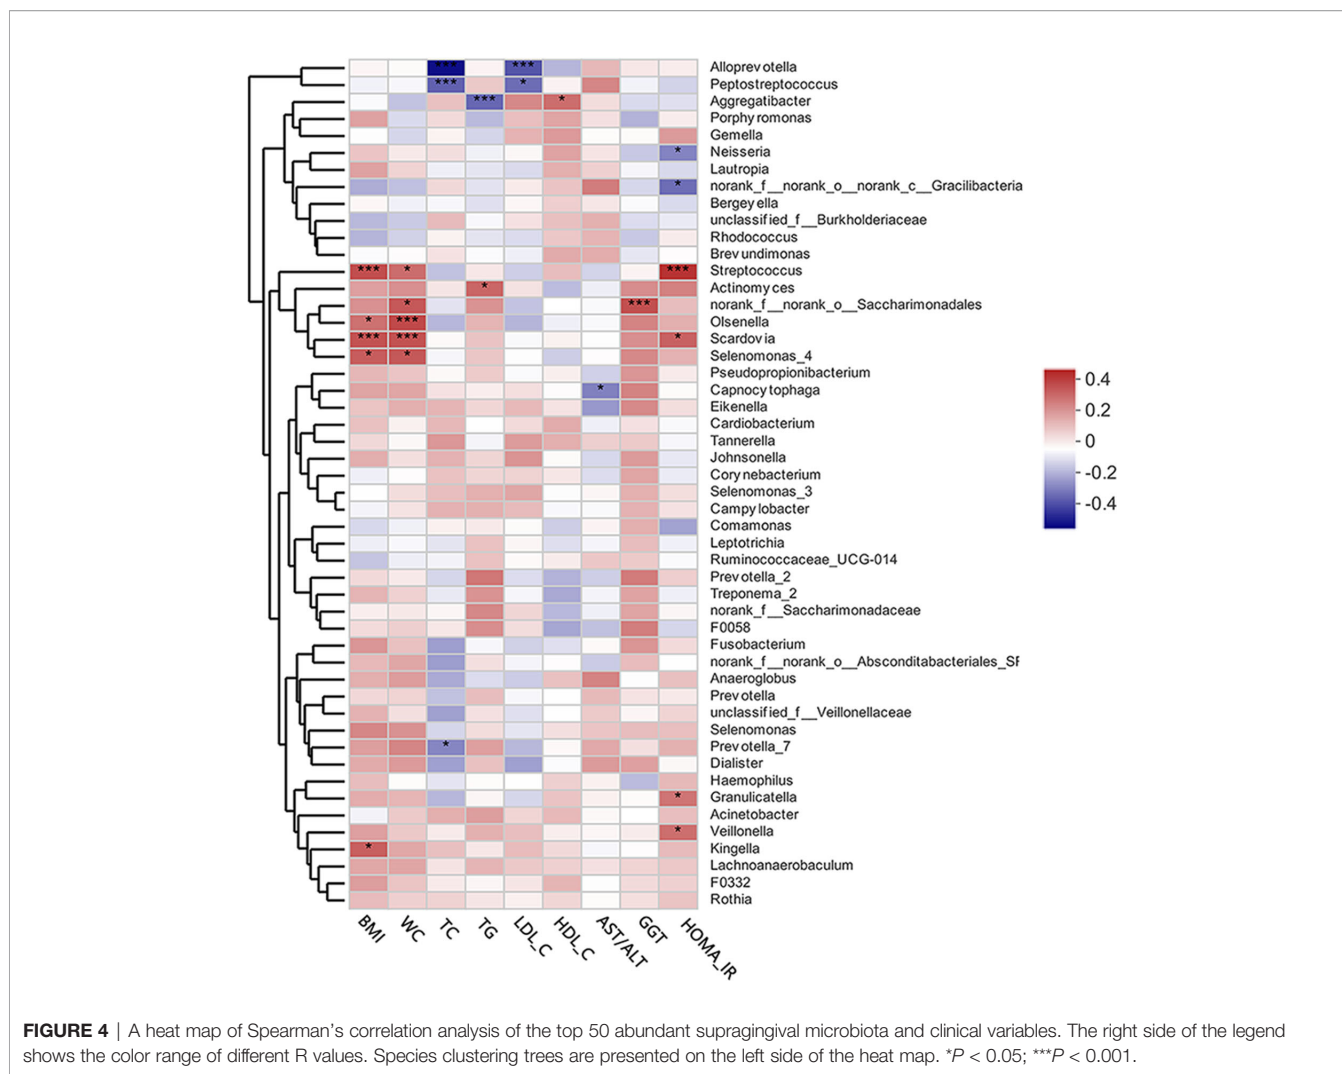 ***
***
Alloprevotella
***
*
Peptostreptococcus
***
*
Aggregatibacter
Porphyromonas
Gemella
*
Neisseria
Lautropia
*
norank_f__norank_o__norank_c__Gracilibacteria
Bergeyella
unclassified_f__Burkholderiaceae
Rhodococcus
Brevundimonas
***
*
***
Streptococcus
*
Actinomyces
*
***
norank_f__norank_o__Saccharimonadales
*
***
Olsenella
***
***
*
Scardovia
*
*
Selenomonas_4
Pseudopropionibacterium
*
Capnocytophaga
Eikenella
Cardiobacterium
Tannerella
Johnsonella
Corynebacterium
Selenomonas_3
Campylobacter
Comamonas
Leptotrichia
Ruminococcaceae_UCG-014
Prevotella_2
Treponema_2
norank_f__Saccharimonadaceae
F0058
Fusobacterium
norank_f__norank_o__Absconditabacteriales_SF
Anaeroglobus
Prevotella
unclassified_f__Veillonellaceae
Selenomonas
*
Prevotella_7
Dialister
Haemophilus
*
Granulicatella
Acinetobacter
*
Veillonella
*
Kingella
Lachnoanaerobaculum
F0332
Rothia
0.4
0.2
0
-0.2
-0.4
BMI
WC
TC
TG
LDL_C
HDL_C
AST/ALT
GGT
HOMA_IR
FIGURE 4 | A heat map of Spearman's correlation analysis of the top 50 abundant supragingival microbiota and clinical variables. The right side of the legend
shows the color range of different R values. Species clustering trees are presented on the left side of the heat map. *P < 0.05; ***P < 0.001.